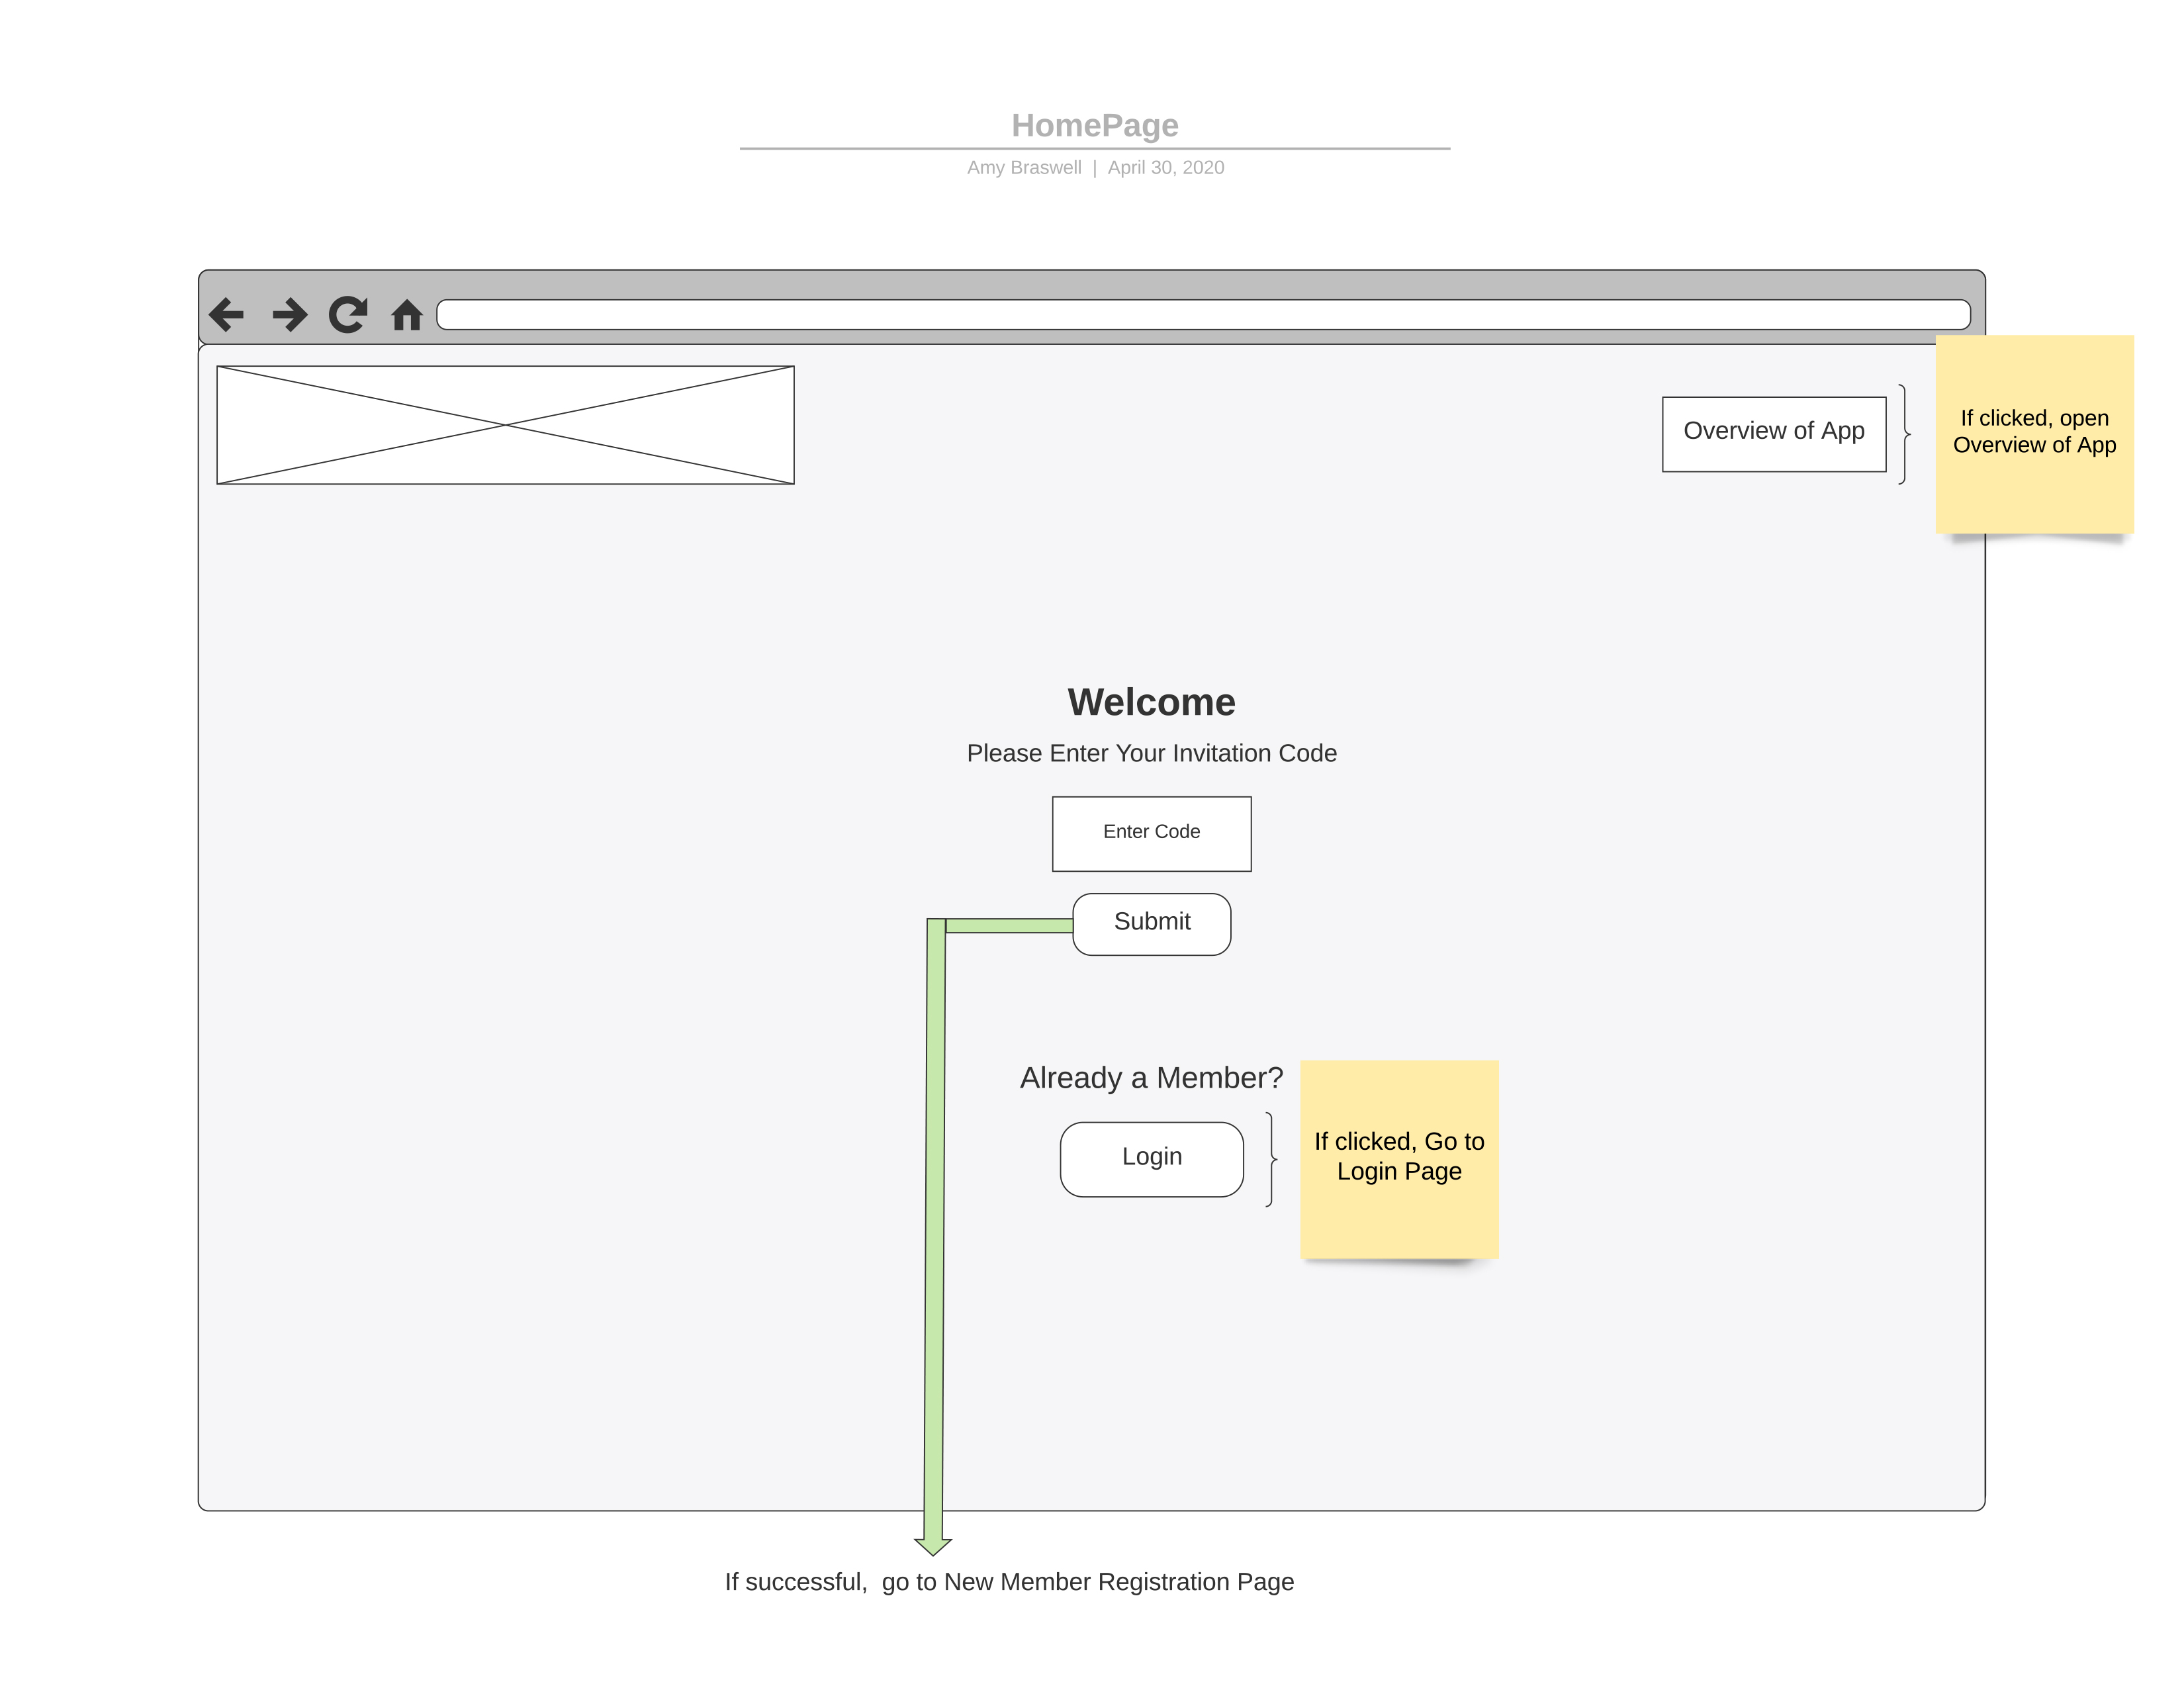 HomePage
Amy Braswell | April 30, 2020
Overview of App
If clicked, open
Overview of App
Welcome
Please Enter Your Invitation Code
Enter Code
Submit
Already a Member?
Login
If clicked, Go to
Login Page
If successful,  go to New Member Registration Page